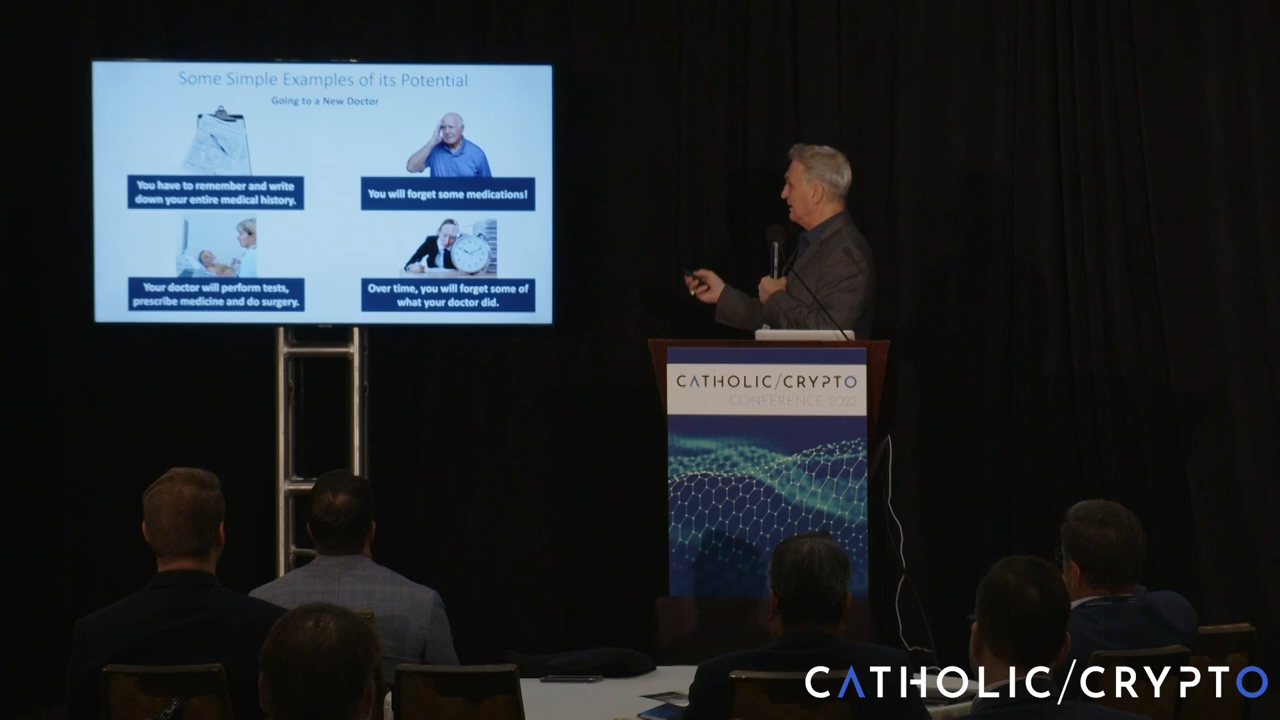 Some Simple Examples of its Potential
Going to a New Doctor
You have to remember and write
down your entire medical history.
You will forget some medications!
Your doctor will perform tests,
prescribe medicine and do surgery.
Over time, you will forget some of
what your doctor did.
CATHOLIC/CRYPTO
CONFERENCE 2022
CATHOLIC/CRYPTO